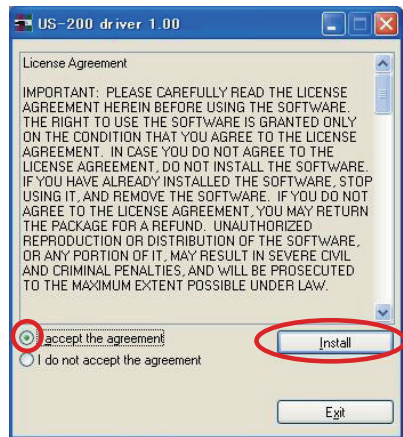 US-200 driver 1.00
License Agreement
IMPORTANT: PLEASE CAREFULLY READ THE LICENSE
AGREEMENT HEREIN BEFORE USING THE SOFTWARE.
THE RIGHT TO USE THE SOFTWARE IS GRANTED ONLY
ON THE CONDITION THAT YOU AGREE TO THE LICENSE
AGREEMENT. IN CASE YOU DO NOT AGREE TO THE
LICENSE AGREEMENT, DO NOT INSTALL THE SOFTWARE.
IF YOU HAVE ALREADY INSTALLED THE SOFTWARE, STOP
USING IT, AND REMOVE THE SOFTWARE. IF YOU DO NOT
AGREE TO THE LICENSE AGREEMENT, YOU MAY RETURN
THE PACKAGE FOR A REFUND. UNAUTHORIZED
REPRODUCTION OR DISTRIBUTION OF THE SOFTWARE,
OR ANY PORTION OF IT, MAY RESULT IN SEVERE CIVIL
AND CRIMINAL PENALTIES, AND WILL BE PROSECUTED
TO THE MAXIMUM EXTENT POSSIBLE UNDER LAW.
I accept the agreement
Install
I do not accept the agreement
Exit